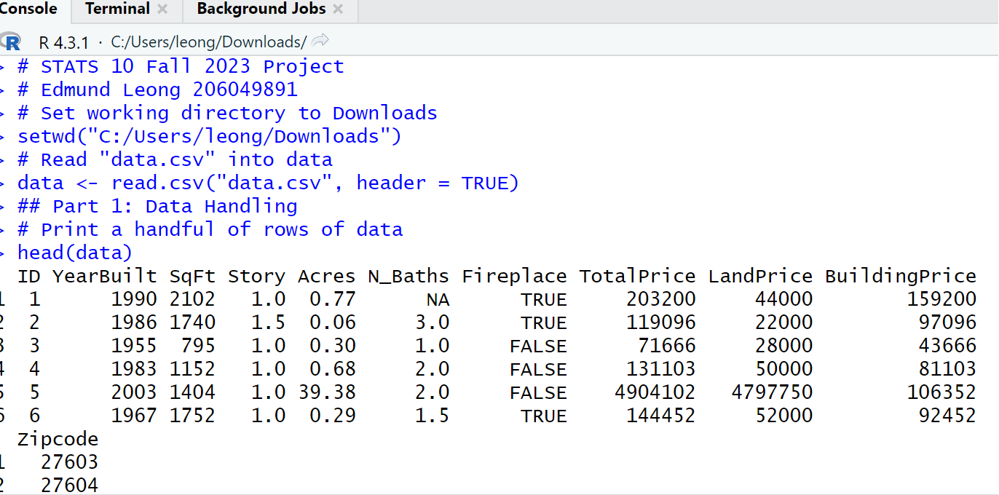 Console Terminal × Background Jobs ×
R R 4.3.1 · C:/Users/leong/Downloads/
> # STATS 10 Fall 2023 Project
> # Edmund Leong 206049891
> # Set working directory to Downloads
> setwd("C:/Users/leong/Downloads")
> # Read "data.csv" into data
> data <- read.csv("data.csv", header = TRUE)
> ## Part 1: Data Handling
> # Print a handful of rows of data
> head(data)
ID YearBuilt SqFt Story Acres N_Baths Fireplace TotalPrice LandPrice BuildingPrice
1 1 1990 2102 1.0 0.77 NA TRUE 203200 44000 159200
2 2 1986 1740 1.5 0.06 3.0 TRUE 119096 22000 97096
3 3 1955 795 1.0 0.30 1.0 FALSE 71666 28000 43666
4 4 1983 1152 1.0 0.68 2.0 FALSE 131103 50000 81103
5 5 2003 1404 1.0 39.38 2.0 FALSE 4904102 4797750 106352
6 6 1967 1752 1.0 0.29 1.5 TRUE 144452 52000 92452
Zipcode
1 27603
2 27604